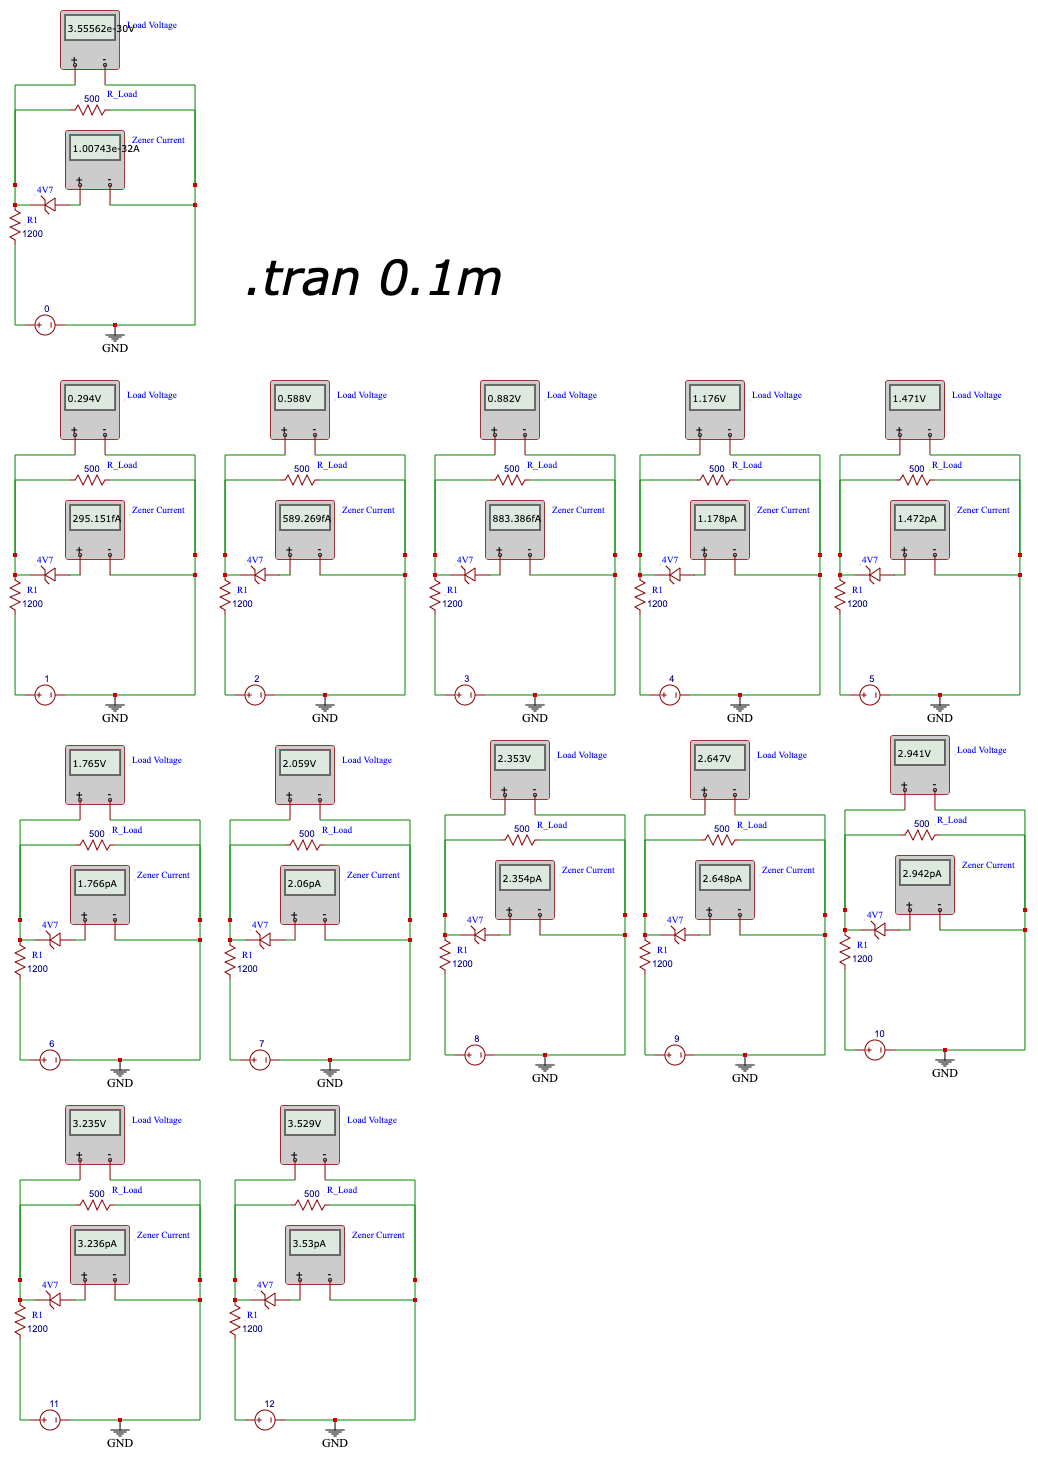 3.55562e-30V
Load Voltage
500
R_Load
1.00743e-32A
Zener Current
4V7
R1
1200
0
GND
.tran 0.1m
0.294V
Load Voltage
500
R_Load
295.151fA
Zener Current
4V7
R1
1200
1
GND
0.588V
Load Voltage
500
R_Load
589.269fA
Zener Current
4V7
R1
1200
2
GND
0.882V
Load Voltage
500
R_Load
883.386fA
Zener Current
4V7
R1
1200
3
GND
1.176V
Load Voltage
500
R_Load
1.178pA
Zener Current
4V7
R1
1200
4
GND
1.471V
Load Voltage
500
R_Load
1.472pA
Zener Current
4V7
R1
1200
5
GND
1.765V
Load Voltage
500
R_Load
1.766pA
Zener Current
4V7
R1
1200
6
GND
2.059V
Load Voltage
500
R_Load
2.06pA
Zener Current
4V7
R1
1200
7
GND
2.353V
Load Voltage
500
R_Load
2.354pA
Zener Current
4V7
R1
1200
8
GND
2.647V
Load Voltage
500
R_Load
2.648pA
Zener Current
4V7
R1
1200
9
GND
2.941V
Load Voltage
500
R_Load
2.942pA
Zener Current
4V7
R1
1200
10
GND
3.235V
Load Voltage
500
R_Load
3.236pA
Zener Current
4V7
R1
1200
11
GND
3.529V
Load Voltage
500
R_Load
3.53pA
Zener Current
4V7
R1
1200
12
GND